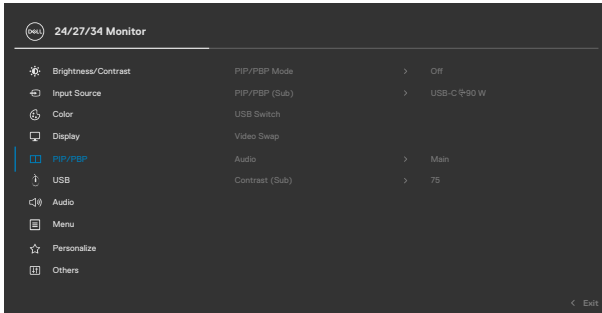 DELL 24/27/34 Monitor
Brightness/Contrast PIP/PBP Mode > Off
Input Source PIP/PBP (Sub) > USB-C 90 W
Color USB Switch
Display Video Swap
PIP/PBP Audio > Main
USB Contrast (Sub) > 75
Audio
Menu
Personalize
Others
< Exit